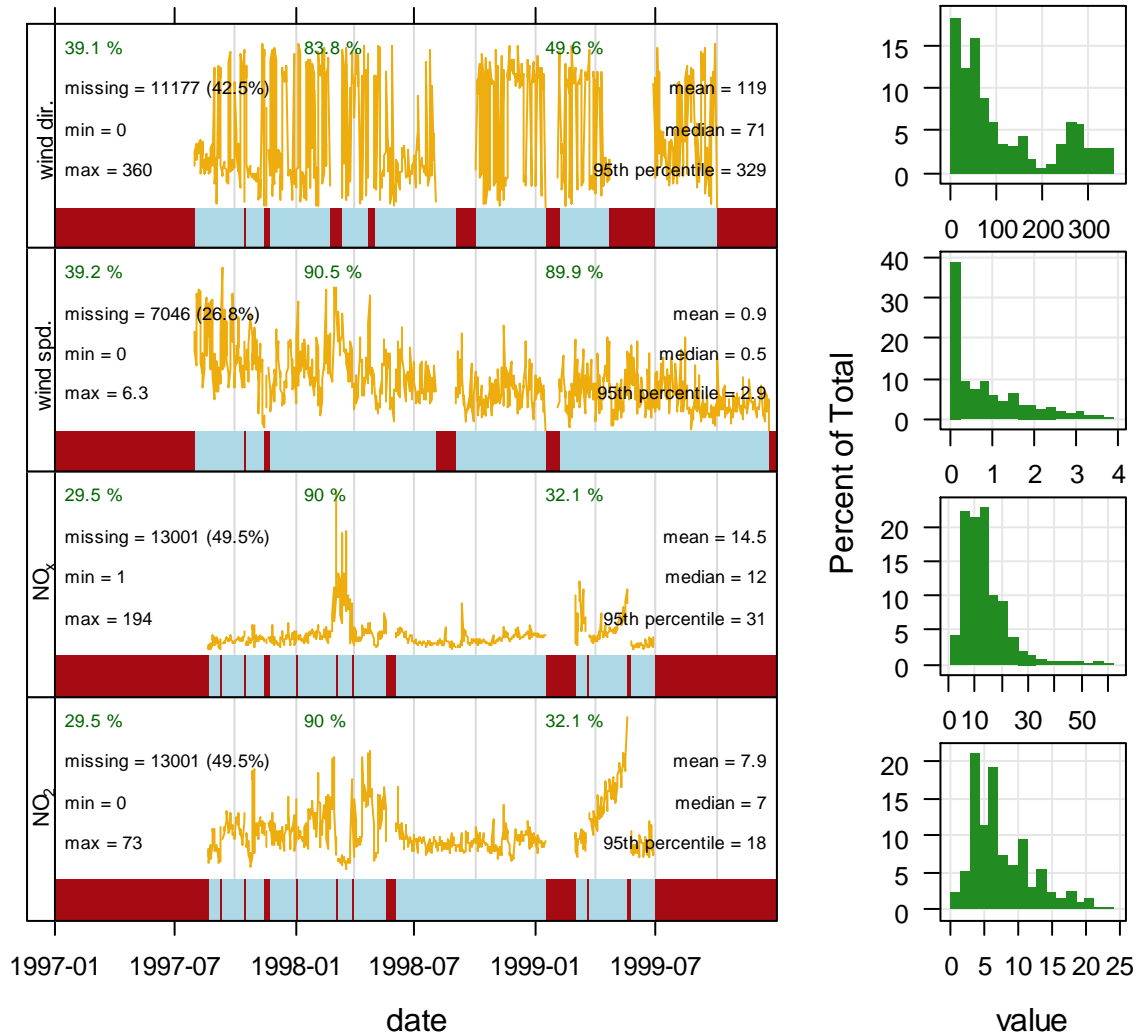 wind dir.
39.1 %
83.8 %
49.6 %
missing = 11177 (42.5%)
mean = 119
min = 0
median = 71
max = 360
95th percentile = 329
wind spd.
39.2 %
90.5 %
89.9 %
missing = 7046 (26.8%)
mean = 0.9
min = 0
median = 0.5
max = 6.3
95th percentile = 2.9
NOx
29.5 %
90 %
32.1 %
missing = 13001 (49.5%)
mean = 14.5
min = 1
median = 12
max = 194
95th percentile = 31
NO2
29.5 %
90 %
32.1 %
missing = 13001 (49.5%)
mean = 7.9
min = 0
median = 7
max = 73
95th percentile = 18
1997-01 1997-07 1998-01 1998-07 1999-01 1999-07
date
Percent of Total
15
10
5
0
0 100 200 300
40
30
20
10
0
0 1 2 3 4
20
15
10
5
0
0 10 30 50
20
15
10
5
0
0 5 10 15 20 25
value